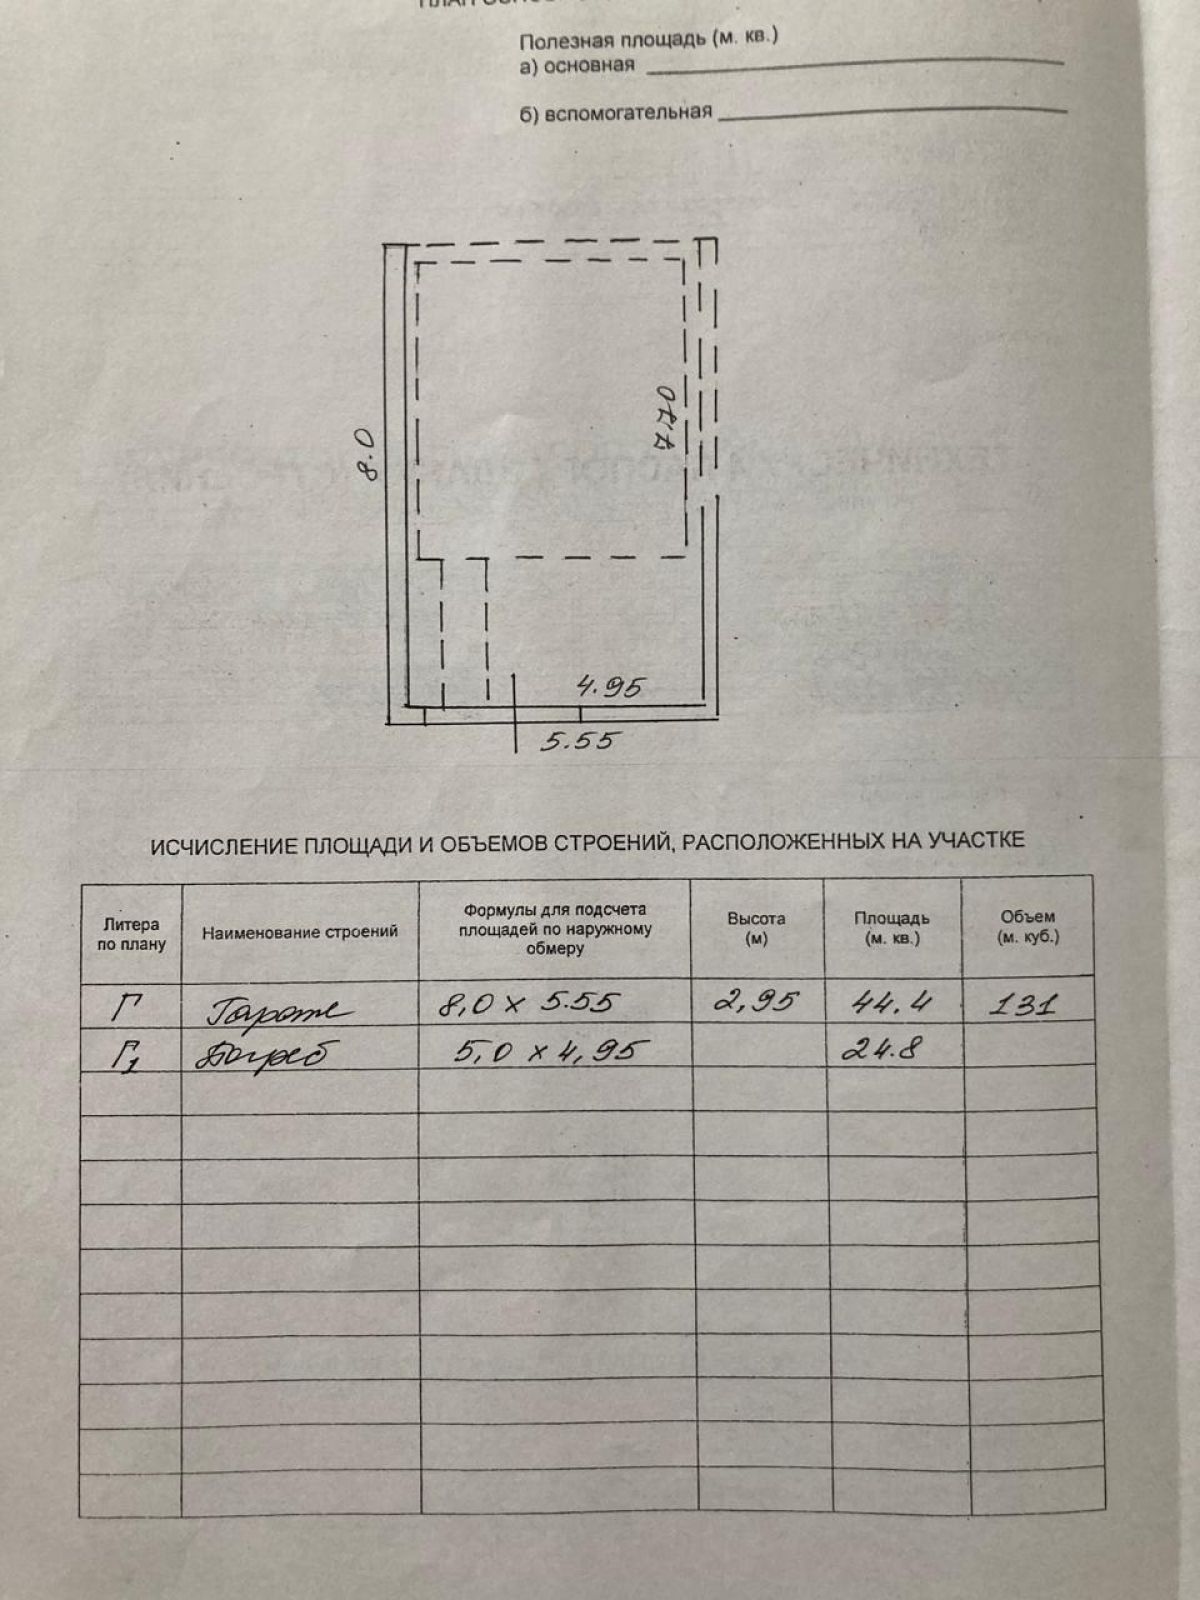 Полезная площадь (м. кв.)
а) основная
б) вспомогательная
8.0
7.70
4.95
5.55
ИСЧИСЛЕНИЕ ПЛОЩАДИ И ОБЪЕМОВ СТРОЕНИЙ, РАСПОЛОЖЕННЫХ НА УЧАСТКЕ
Литера по плану Наименование строений Формулы для подсчета площадей по наружному обмеру Высота (м) Площадь (м. кв.) Объем (м. куб.)
Г Гараж 8,0 x 5.55 2,95 44.4 131
Г1 Погреб 5,0 x 4,95 24.8